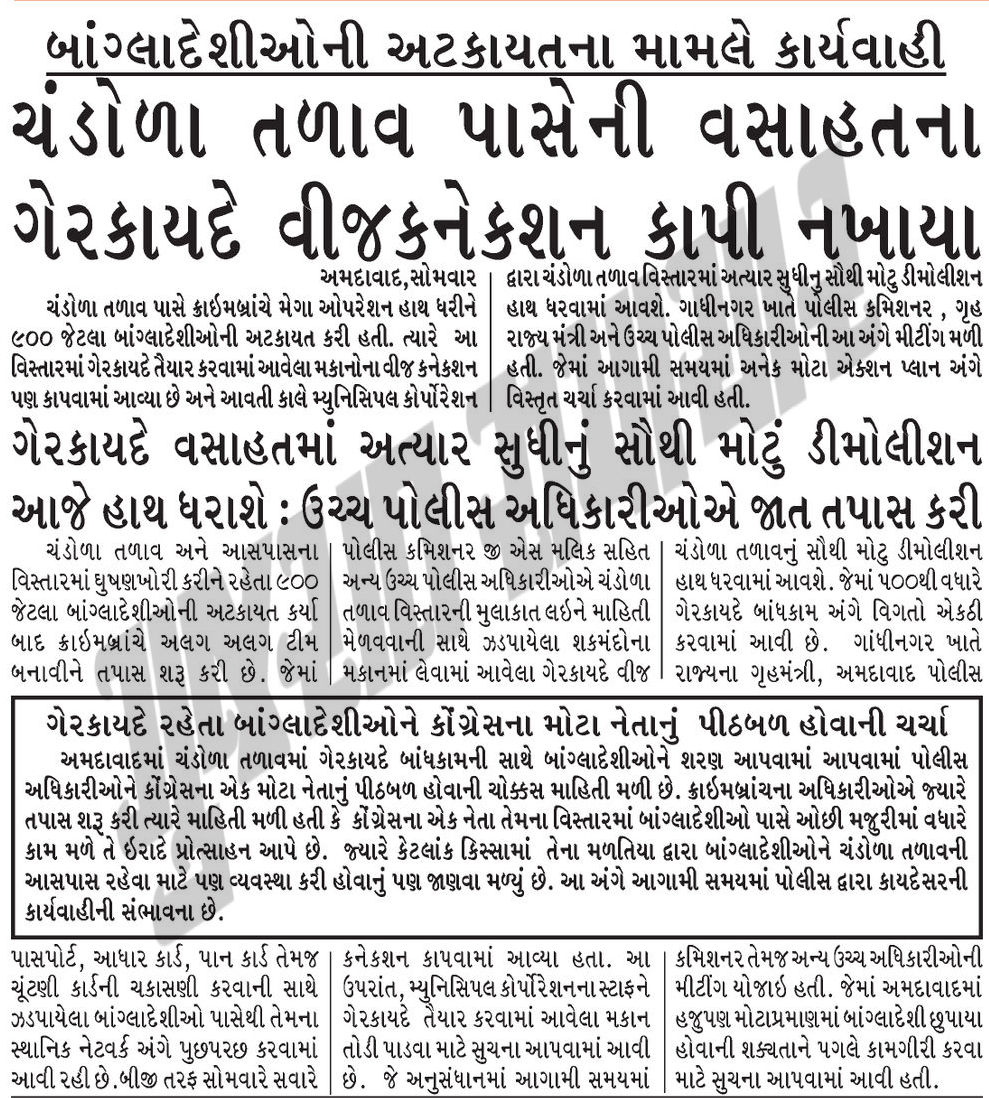 બાંગ્લાદેશીઓની અટકાયતના મામલે કાર્યવાહી
ચંડોળા તળાવ પાસેની વસાહતના
ગેરકાયદે વીજકનેકશન કાપી નખાયા
અમદાવાદ,સોમવાર
ચંડોળા તળાવ પાસે ક્રાઇમબ્રાંચે મેગા ઓપરેશન હાથ ધરીને
૯૦૦ જેટલા બાંગ્લાદેશીઓની અટકાયત કરી હતી. ત્યારે આ
વિસ્તારમાં ગેરકાયદે તૈયાર કરવામાં આવેલા મકાનોના વીજ કનેકશન
પણ કાપવામાં આવ્યા છે અને આવતી કાલે મ્યુનિસિપલ કોર્પોરેશન
દ્વારા ચંડોળા તળાવ વિસ્તારમાં અત્યાર સુધીનુ સૌથી મોટુ ડીમોલીશન
હાથ ધરવામાં આવશે. ગાધીનગર ખાતે પોલીસ કમિશનર , ગૃહ
રાજ્ય મંત્રી અને ઉચ્ચ પોલીસ અધિકારીઓની આ અંગે મીટીંગ મળી
હતી. જેમાં આગામી સમયમાં અનેક મોટા એક્શન પ્લાન અંગે
વિસ્તૃત ચર્ચા કરવામાં આવી હતી.
ગેરકાયદે વસાહતમાં અત્યાર સુધીનું સૌથી મોટું ડીમોલીશન
આજે હાથ ધરાશે : ઉચ્ચ પોલીસ અધિકારીઓએ જાત તપાસ કરી
ચંડોળા તળાવ અને આસપાસના
વિસ્તારમાં ઘુષણખોરી કરીને રહેતા ૯૦૦
જેટલા બાંગ્લાદેશીઓની અટકાયત કર્યા
બાદ ક્રાઇમબ્રાંચે અલગ અલગ ટીમ
બનાવીને તપાસ શરૂ કરી છે. જેમાં
પાસપોર્ટ, આધાર કાર્ડ, પાન કાર્ડ તેમજ
ચૂંટણી કાર્ડની ચકાસણી કરવાની સાથે
ઝડપાયેલા બાંગ્લાદેશીઓ પાસેથી તેમના
સ્થાનિક નેટવર્ક અંગે પુછપરછ કરવામાં
આવી રહી છે.બીજી તરફ સોમવારે સવારે
પોલીસ કમિશનર જી એસ મલિક સહિત
અન્ય ઉચ્ચ પોલીસ અધિકારીઓએ ચંડોળા
તળાવ વિસ્તારની મુલાકાત લઇને માહિતી
મેળવવાની સાથે ઝડપાયેલા શકમંદોના
મકાનમાં લેવામાં આવેલા ગેરકાયદે વીજ
કનેકશન કાપવામાં આવ્યા હતા. આ
ઉપરાંત, મ્યુનિસિપલ કોર્પોરેશનના સ્ટાફને
ગેરકાયદે તૈયાર કરવામાં આવેલા મકાન
તોડી પાડવા માટે સુચના આપવામાં આવી
છે. જે અનુસંધાનમાં આગામી સમયમાં
ચંડોળા તળાવનું સૌથી મોટુ ડીમોલીશન
હાથ ધરવામાં આવશે. જેમાં ૫૦૦થી વધારે
ગેરકાયદે બાંધકામ અંગે વિગતો એકઠી
કરવામાં આવી છે. ગાંધીનગર ખાતે
રાજ્યના ગૃહમંત્રી, અમદાવાદ પોલીસ
કમિશનર તેમજ અન્ય ઉચ્ચ અધિકારીઓની
મીટીંગ યોજાઇ હતી. જેમાં અમદાવાદમાં
હજુપણ મોટાપ્રમાણમાં બાંગ્લાદેશી છુપાયા
હોવાની શક્યતાને પગલે કામગીરી કરવા
માટે સુચના આપવામાં આવી હતી.
ગેરકાયદે રહેતા બાંગ્લાદેશીઓને કોંગ્રેસના મોટા નેતાનું પીઠબળ હોવાની ચર્ચા
અમદાવાદમાં ચંડોળા તળાવમાં ગેરકાયદે બાંધકામની સાથે બાંગ્લાદેશીઓને શરણ આપવામાં આપવામાં પોલીસ
અધિકારીઓને કોંગ્રેસના એક મોટા નેતાનું પીઠબળ હોવાની ચોક્કસ માહિતી મળી છે. ક્રાઇમબ્રાંચના અધિકારીઓએ જ્યારે
તપાસ શરૂ કરી ત્યારે માહિતી મળી હતી કે કોંગ્રેસના એક નેતા તેમના વિસ્તારમાં બાંગ્લાદેશીઓ પાસે ઓછી મજુરીમાં વધારે
કામ મળે તે ઇરાદે પ્રોત્સાહન આપે છે. જ્યારે કેટલાંક કિસ્સામાં તેના મળતિયા દ્વારા બાંગ્લાદેશીઓને ચંડોળા તળાવની
આસપાસ રહેવા માટે પણ વ્યવસ્થા કરી હોવાનું પણ જાણવા મળ્યું છે. આ અંગે આગામી સમયમાં પોલીસ દ્વારા કાયદેસરની
કાર્યવાહીની સંભાવના છે.
ગુજરાત સમાચાર